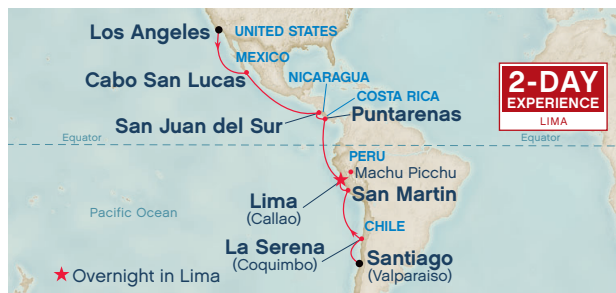 Los Angeles
UNITED STATES
MEXICO
Cabo San Lucas
NICARAGUA
COSTA RICA
San Juan del Sur
Puntarenas
2-DAY
EXPERIENCE
LIMA
Equator
Equator
PERU
Machu Picchu
Lima
(Callao)
San Martin
Pacific Ocean
CHILE
La Serena
(Coquimbo)
Santiago
(Valparaiso)
Overnight in Lima